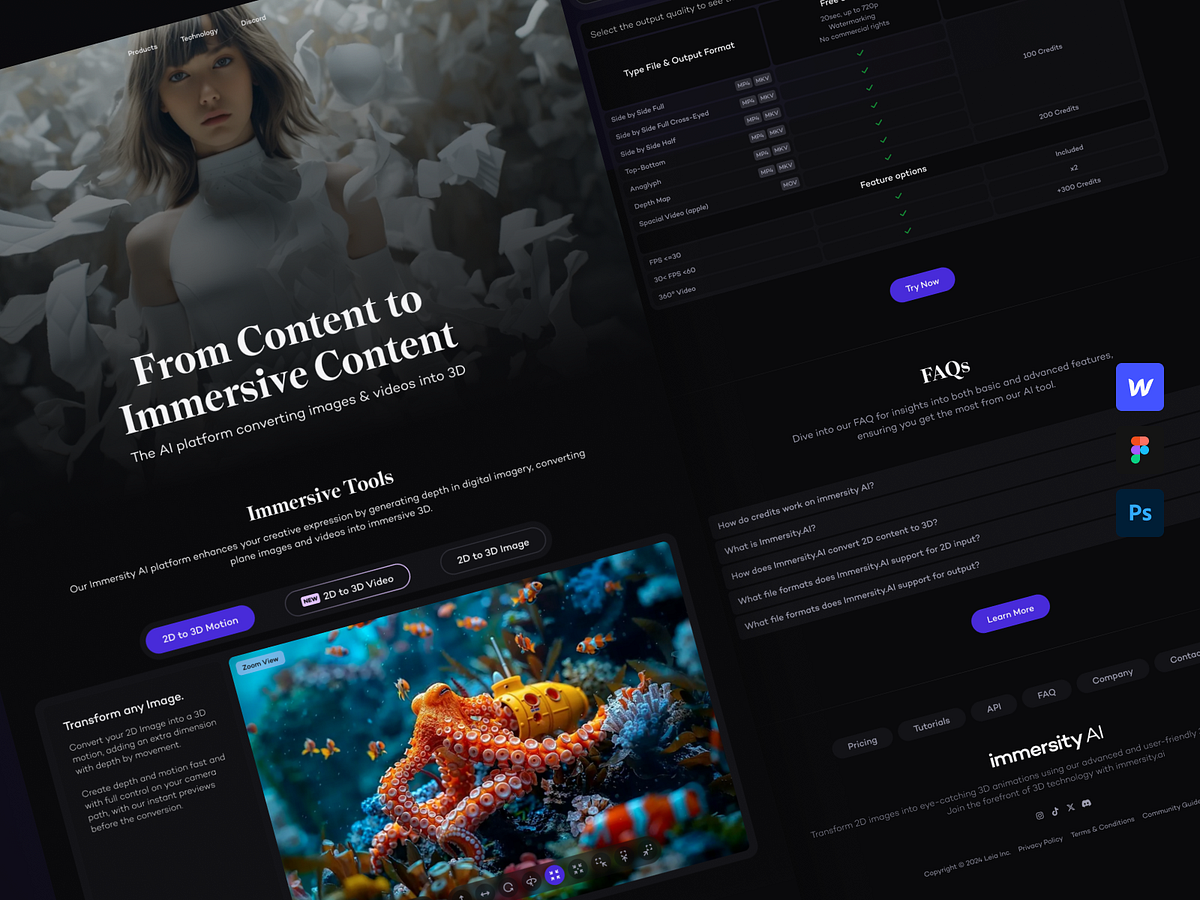 Products
Technology
Discord
From Content to
Immersive Content
The AI platform converting images & videos into 3D
Immersive Tools
Our Immersity AI platform enhances your creative expression by generating depth in digital imagery, converting
plane images and videos into immersive 3D.
2D to 3D Motion
NEW 2D to 3D Video
2D to 3D Image
Transform any Image.
Convert your 2D Image into a 3D
motion, adding an extra dimension
with depth by movement.
Create depth and motion fast and
with full control on your camera
path, with our instant previews
before the conversion.
Zoom View
Select the output quality to see
Type File & Output Format
20sec, up to 720p
Watermarking
No commercial rights
Side by Side Full MP4 MKV
Side by Side Full Cross-Eyed MP4 MKV
Side by Side Half MP4 MKV
Top-Bottom MP4 MKV
Anaglyph MP4 MKV
Depth Map MP4 MKV
Spacial Video (apple) MOV
100 Credits
200 Credits
Feature options
FPS <=30
Included
30< FPS <60
x2
360° Video
+300 Credits
Try Now
FAQs
Dive into our FAQ for insights into both basic and advanced features,
ensuring you get the most from our AI tool.
How do credits work on immersity AI?
What is Immersity.AI?
How does Immersity.AI convert 2D content to 3D?
What file formats does Immersity.AI support for 2D input?
What file formats does Immersity.AI support for output?
Learn More
Pricing
Tutorials
API
FAQ
Company
immersity AI
Transform 2D images into eye-catching 3D animations using our advanced and user-friendly
Join the forefront of 3D technology with immersity.ai
Copyright © 2024 Leia Inc.
Privacy Policy
Terms & Conditions
Community
W
Ps